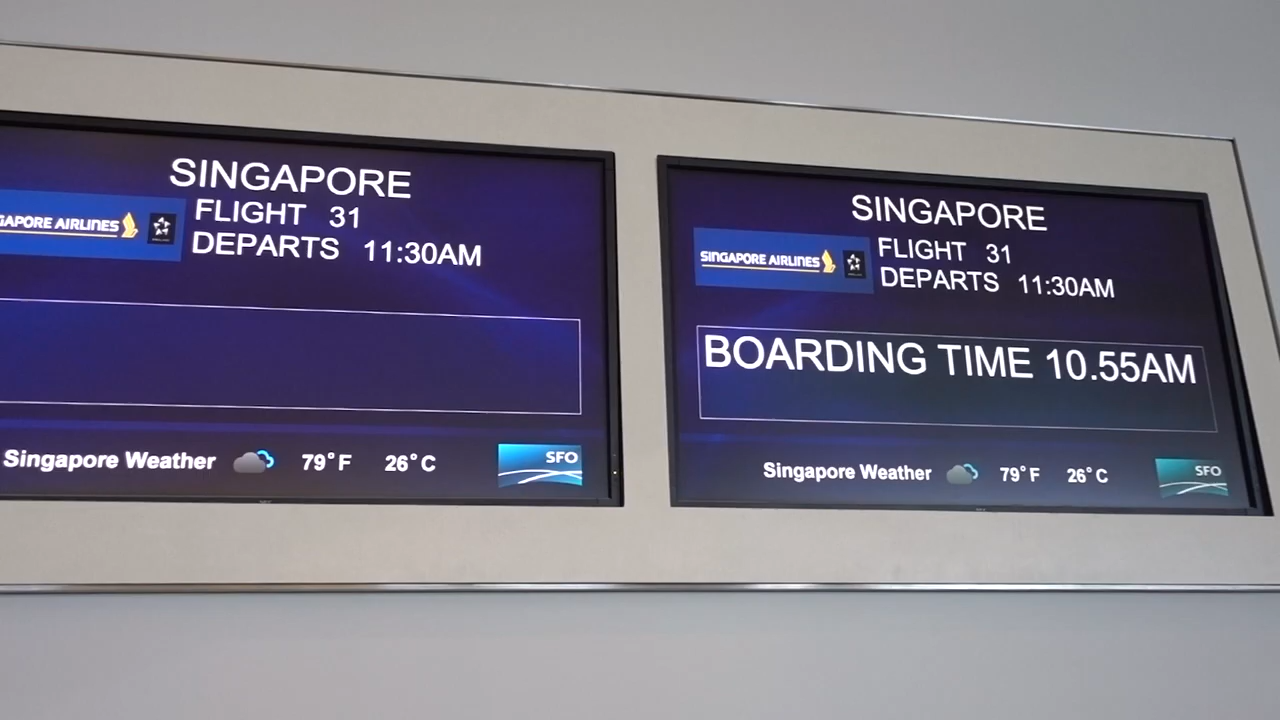 SINGAPORE
GAPORE AIRLINES
FLIGHT 31
DEPARTS 11:30AM
Singapore Weather 79°F 26°C
SFO
SINGAPORE
SINGAPORE AIRLINES
FLIGHT 31
DEPARTS 11:30AM
BOARDING TIME 10.55AM
Singapore Weather 79°F 26°C
SFO